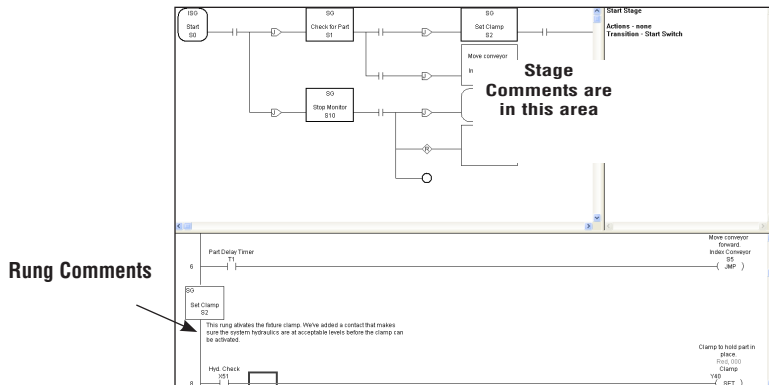 ISG
Start
S0
J
SG
Check for Part
S1
J
SG
Set Clamp
S2
J
Move conveyor
SG
Stop Monitor
S10
J
J
R
Start Stage
Actions - none
Transition - Start Switch
Stage
Comments are
in this area
Rung Comments
6
Part Delay Timer
T1
Move conveyor
forward.
Index Conveyor
S5
JMP
SG
Set Clamp
S2
This rung ativates the fixture clamp. We've added a contact that makes
sure the system hydraulics are at acceptable levels before the clamp can
be activated.
Clamp to hold part in
place.
Red, 000
Clamp
Y40
SET
8
Hyd. Check
X51